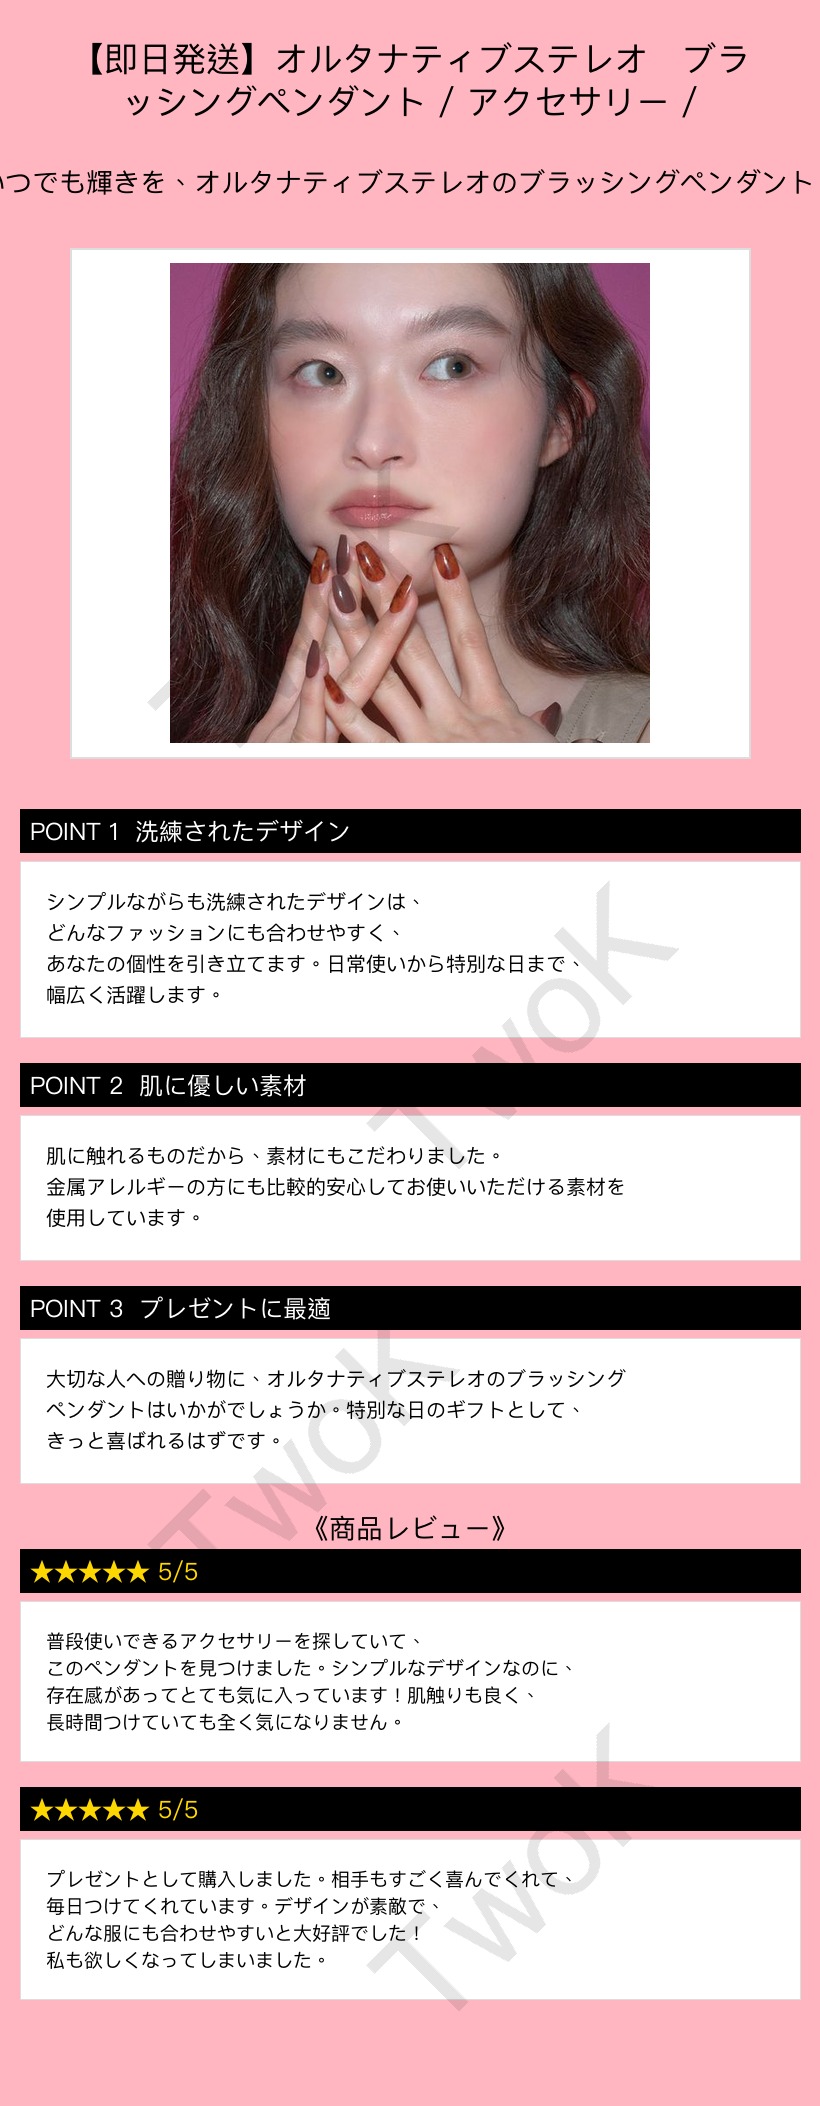 【即日発送】オルタナティブステレオ　ブラ
ッシングペンダント / アクセサリー /
いつでも輝きを、オルタナティブステレオのブラッシングペンダント
POINT 1 洗練されたデザイン
シンプルながらも洗練されたデザインは、
どんなファッションにも合わせやすく、
あなたの個性を引き立てます。日常使いから特別な日まで、
幅広く活躍します。
POINT 2 肌に優しい素材
肌に触れるものだから、素材にもこだわりました。
金属アレルギーの方にも比較的安心してお使いいただける素材を
使用しています。
POINT 3 プレゼントに最適
大切な人への贈り物に、オルタナティブステレオのブラッシング
ペンダントはいかがでしょうか。特別な日のギフトとして、
きっと喜ばれるはずです。
《商品レビュー》
★★★★★ 5/5
普段使いできるアクセサリーを探していて、
このペンダントを見つけました。シンプルなデザインなのに、
存在感があってとても気に入っています！肌触りも良く、
長時間つけていても全く気になりません。
★★★★★ 5/5
プレゼントとして購入しました。相手もすごく喜んでくれて、
毎日つけてくれています。デザインが素敵で、
どんな服にも合わせやすいと大好評でした！
私も欲しくなってしまいました。
TwoK
TwoK
TwoK
TwoK